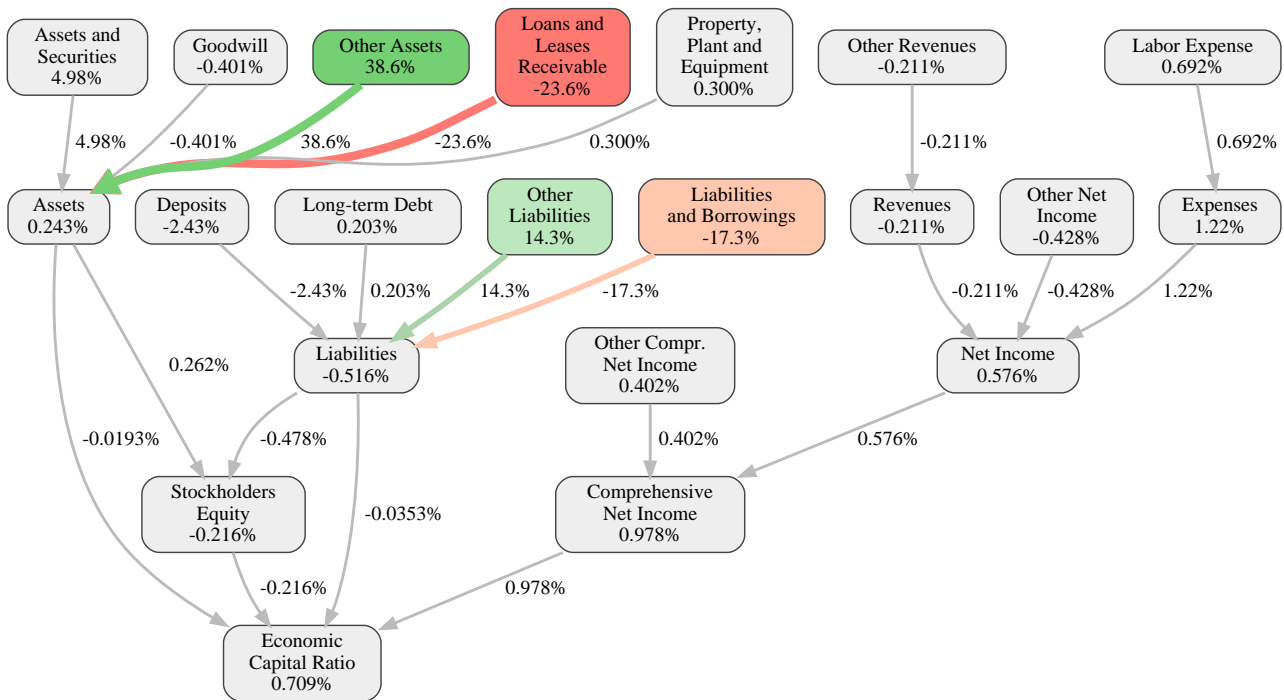 Assets and
Securities
4.98%
Goodwill
-0.401%
Other Assets
38.6%
Loans and
Leases
Receivable
-23.6%
Property,
Plant and
Equipment
0.300%
Other Revenues
-0.211%
Labor Expense
0.692%
4.98%
-0.401%
38.6%
-23.6%
0.300%
-0.211%
0.692%
Assets
0.243%
Deposits
-2.43%
Long-term Debt
0.203%
Other
Liabilities
14.3%
Liabilities
and Borrowings
-17.3%
Revenues
-0.211%
Other Net
Income
-0.428%
Expenses
1.22%
-2.43%
0.203%
14.3%
-17.3%
-0.211%
-0.428%
1.22%
Liabilities
-0.516%
Other Compr.
Net Income
0.402%
Net Income
0.576%
0.262%
-0.0193%
-0.478%
0.402%
0.576%
Stockholders
Equity
-0.216%
-0.0353%
Comprehensive
Net Income
0.978%
-0.216%
0.978%
Economic
Capital Ratio
0.709%